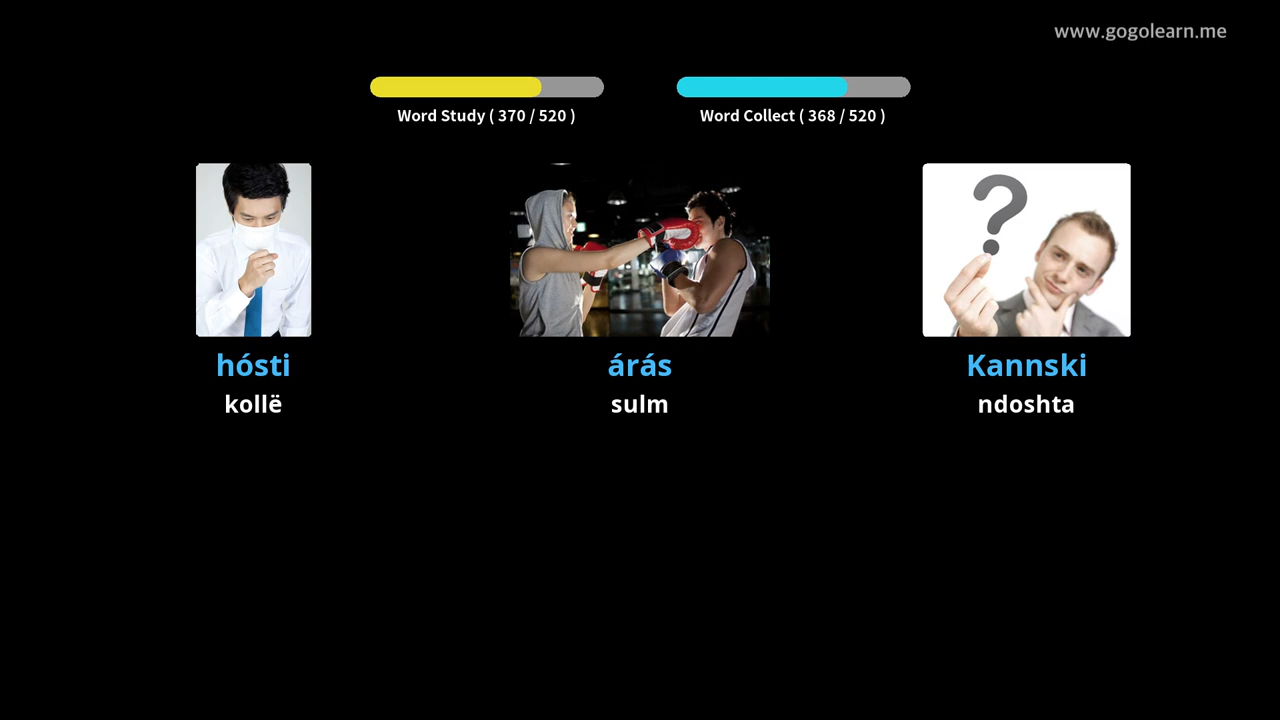 www.gogolearn.me
Word Study ( 370 / 520 )
Word Collect ( 368 / 520 )
hósti
árás
Kannski
kollë
sulm
ndoshta